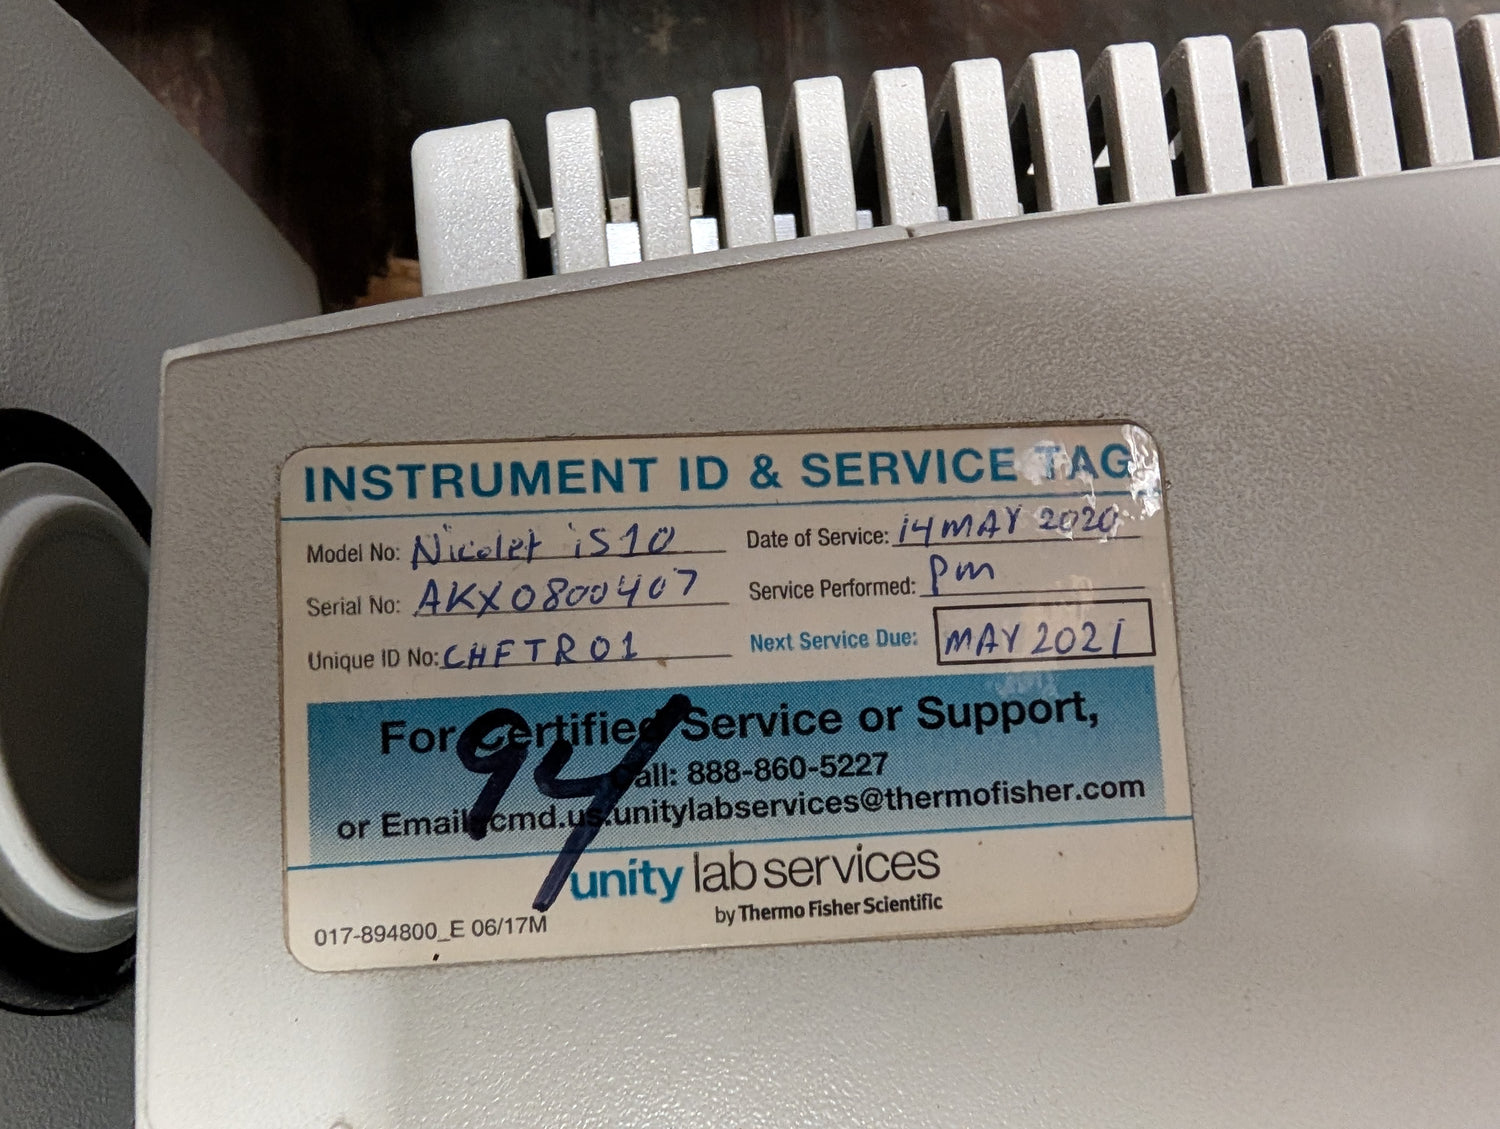 INSTRUMENT ID & SERVICE TAG
Model No: Nicolet iS10
Date of Service: 14 MAY 2020
Serial No: AKX0800407
Service Performed: Pm
Unique ID No: CHFTR01
Next Service Due: MAY 2021
For Certified Service or Support,
Call: 888-860-5227
or Email: cmd.us.unitylabservices@thermofisher.com
94
unity lab services
by Thermo Fisher Scientific
017-894800_E 06/17M